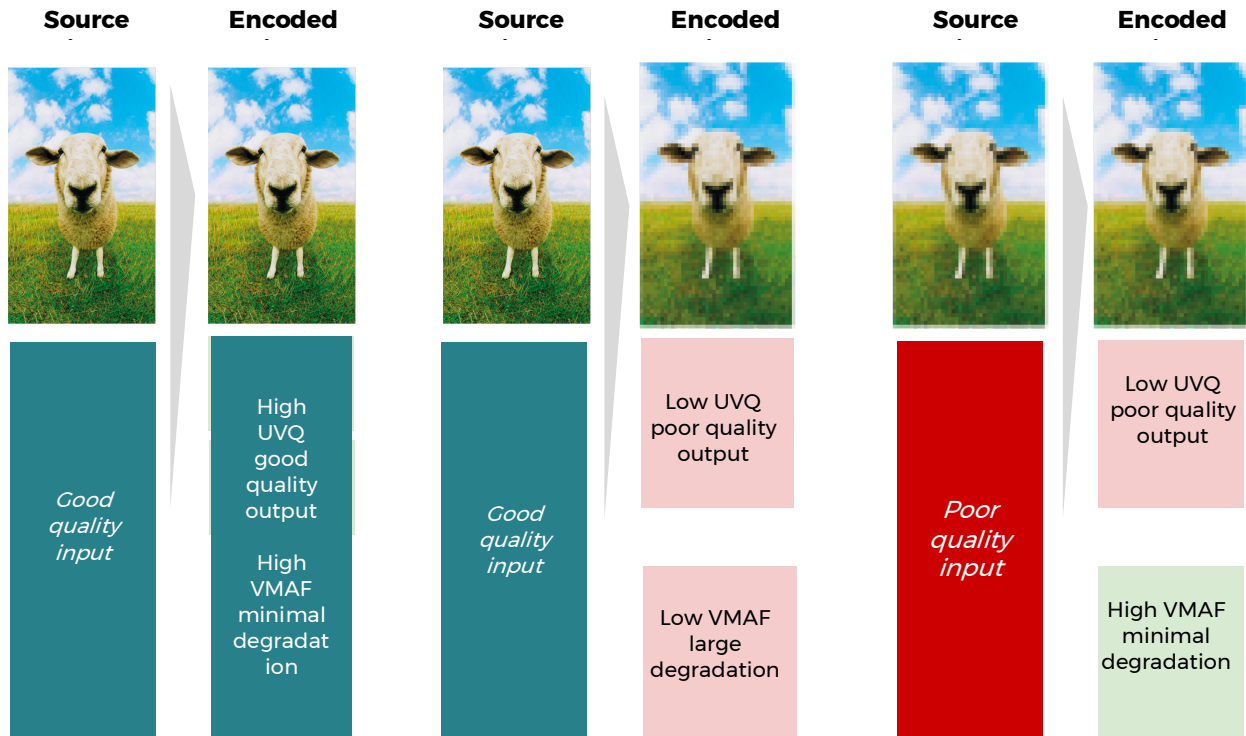 Source
Encoded
Source
Encoded
Source
Encoded
Good
quality
input
High
UVQ
good
quality
output
High
VMAF
minimal
degradat
ion
Good
quality
input
Low UVQ
poor quality
output
Low VMAF
large
degradation
Poor
quality
input
Low UVQ
poor quality
output
High VMAF
minimal
degradation